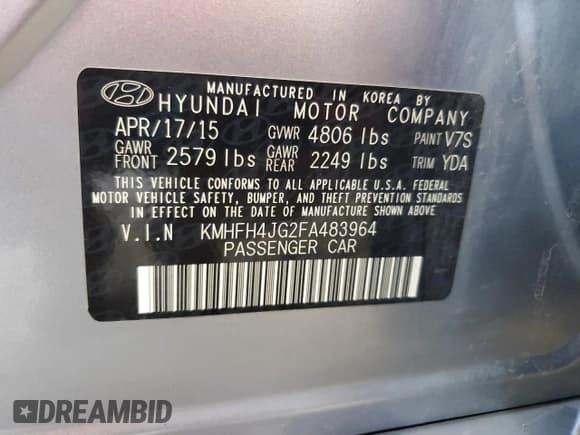 MANUFACTURED IN KOREA BY
HYUNDAI MOTOR COMPANY
APR/17/15 GVWR 4806 lbs PAINT V7S
GAWR FRONT 2579 lbs GAWR REAR 2249 lbs TRIM YDA
THIS VEHICLE CONFORMS TO ALL APPLICABLE U.S.A. FEDERAL
MOTOR VEHICLE SAFETY, BUMPER, AND THEFT PREVENTION STANDARDS
IN EFFECT ON THE DATE OF MANUFACTURE SHOWN ABOVE.
V.I.N KMHFH4JG2FA483964
PASSENGER CAR
DREAMBID